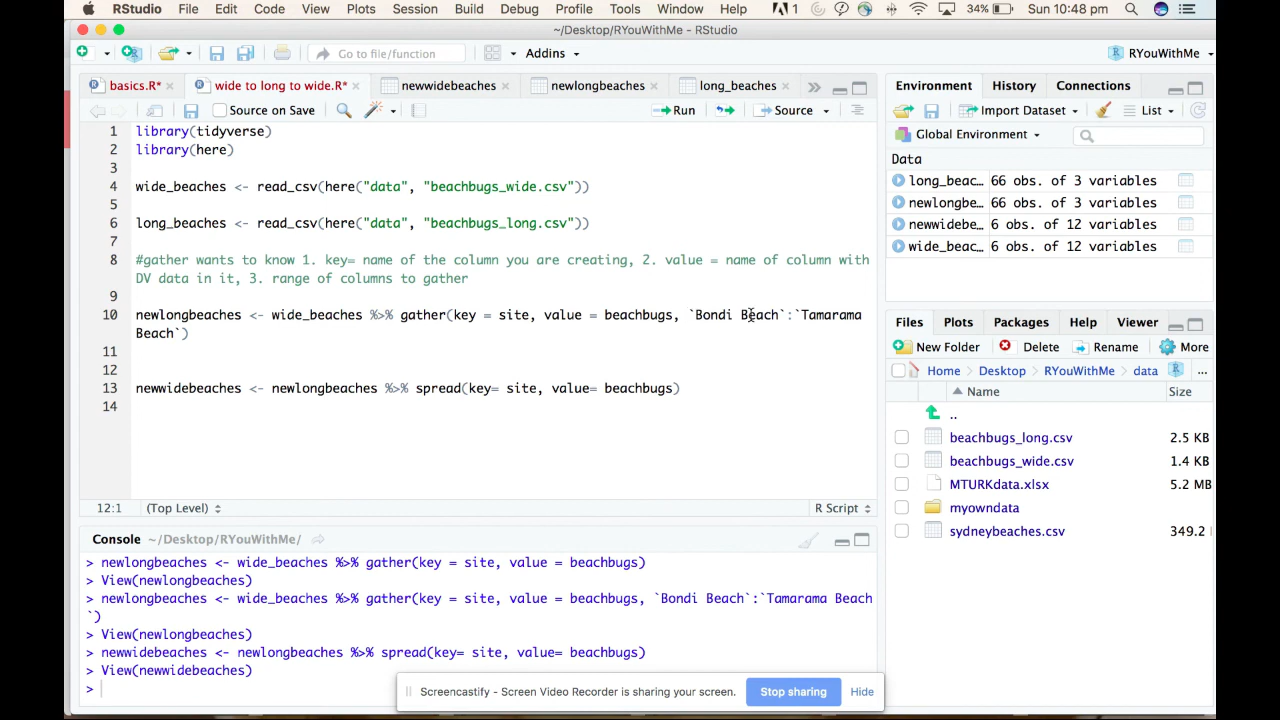 RStudio File Edit Code View Plots Session Build Debug Profile Tools Window Help 1 34% Sun 10:48 pm
~/Desktop/RYouWithMe - RStudio
Go to file/function Addins RYouWithMe
basics.R* wide to long to wide.R* newwidebeaches newlongbeaches long_beaches
Source on Save Run Source
1 library(tidyverse)
2 library(here)
3
4 wide_beaches <- read_csv(here("data", "beachbugs_wide.csv"))
5
6 long_beaches <- read_csv(here("data", "beachbugs_long.csv"))
7
8 #gather wants to know 1. key= name of the column you are creating, 2. value = name of column with
DV data in it, 3. range of columns to gather
9
10 newlongbeaches <- wide_beaches %>% gather(key = site, value = beachbugs, `Bondi Beach`:`Tamarama
Beach`)
11
12
13 newwidebeaches <- newlongbeaches %>% spread(key= site, value= beachbugs)
14
12:1 (Top Level) R Script
Console ~/Desktop/RYouWithMe/
> newlongbeaches <- wide_beaches %>% gather(key = site, value = beachbugs)
> View(newlongbeaches)
> newlongbeaches <- wide_beaches %>% gather(key = site, value = beachbugs, `Bondi Beach`:`Tamarama Beach
`)
> View(newlongbeaches)
> newwidebeaches <- newlongbeaches %>% spread(key= site, value= beachbugs)
> View(newwidebeaches)
>
Environment History Connections
Import Dataset List
Global Environment
Data
long_beac… 66 obs. of 3 variables
newlongbe… 66 obs. of 3 variables
newwidebe… 6 obs. of 12 variables
wide_beac… 6 obs. of 12 variables
Files Plots Packages Help Viewer
New Folder Delete Rename More
Home Desktop RYouWithMe data ...
Name Size
..
beachbugs_long.csv 2.5 KB
beachbugs_wide.csv 1.4 KB
MTURKdata.xlsx 5.2 MB
myowndata
sydneybeaches.csv 349.2
Screencastify - Screen Video Recorder is sharing your screen. Stop sharing Hide